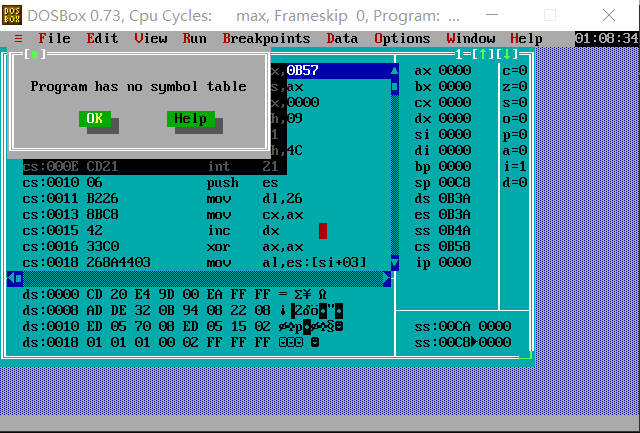 DOSBox 0.73, Cpu Cycles: max, Frameskip 0, Program: ...
≡ File Edit View Run Breakpoints Data Options Window Help 01:08:34
[■] 1=[↑][↓]
Program has no symbol table
OK Help
x,0B57
s,ax
x,0000
h,09
1
h,4C
cs:000E CD21 int 21
cs:0010 06 push es
cs:0011 B226 mov dl,26
cs:0013 8BC8 mov cx,ax
cs:0015 42 inc dx
cs:0016 33C0 xor ax,ax
cs:0018 268A4403 mov al,es:[si+03]
ax 0000 c=0
bx 0000 z=0
cx 0000 s=0
dx 0000 o=0
si 0000 p=0
di 0000 a=0
bp 0000 i=1
sp 00C8 d=0
ds 0B3A
es 0B3A
ss 0B4A
cs 0B58
ip 0000
ds:0000 CD 20 E4 9D 00 EA FF FF = Σ¥ Ω
ds:0008 AD DE 32 0B 94 08 22 08
ds:0010 ED 05 70 08 ED 05 15 02
ds:0018 01 01 01 00 02 FF FF FF
ss:00CA 0000
ss:00C8►0000